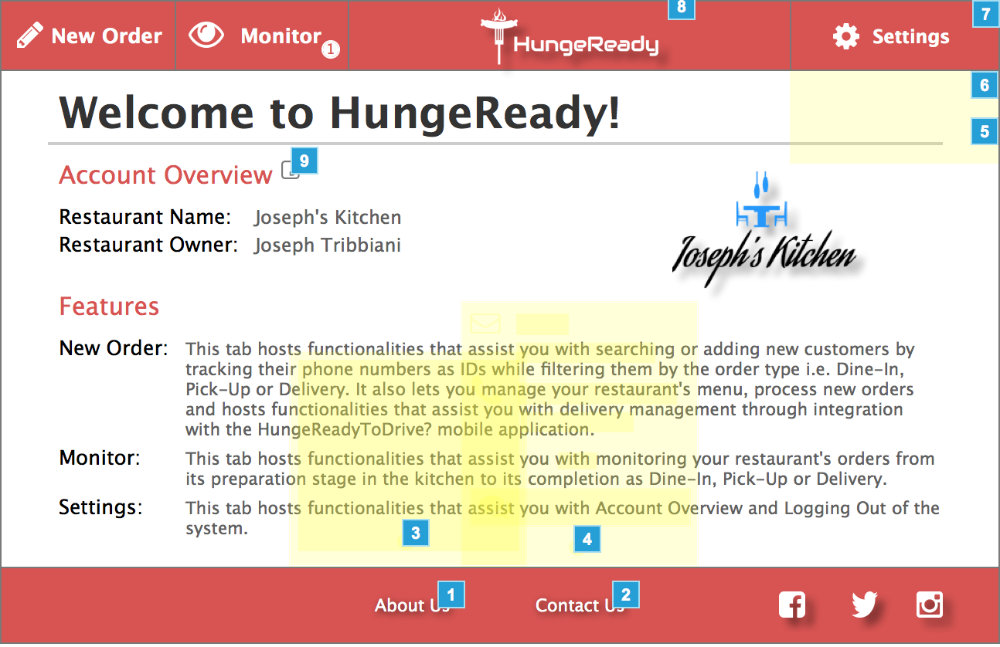 8
7
New Order
Monitor
1
HungeReady
Settings
6
Welcome to HungeReady!
5
Account Overview
9
Restaurant Name: Joseph's Kitchen
Restaurant Owner: Joseph Tribbiani
Joseph's Kitchen
Features
New Order: This tab hosts functionalities that assist you with searching or adding new customers by
tracking their phone numbers as IDs while filtering them by the order type i.e. Dine-In,
Pick-Up or Delivery. It also lets you manage your restaurant's menu, process new orders
and hosts functionalities that assist you with delivery management through integration
with the HungeReadyToDrive? mobile application.
Monitor: This tab hosts functionalities that assist you with monitoring your restaurant's orders from
its preparation stage in the kitchen to its completion as Dine-In, Pick-Up or Delivery.
Settings: This tab hosts functionalities that assist you with Account Overview and Logging Out of the
system.
3
4
About Us
1
Contact Us
2